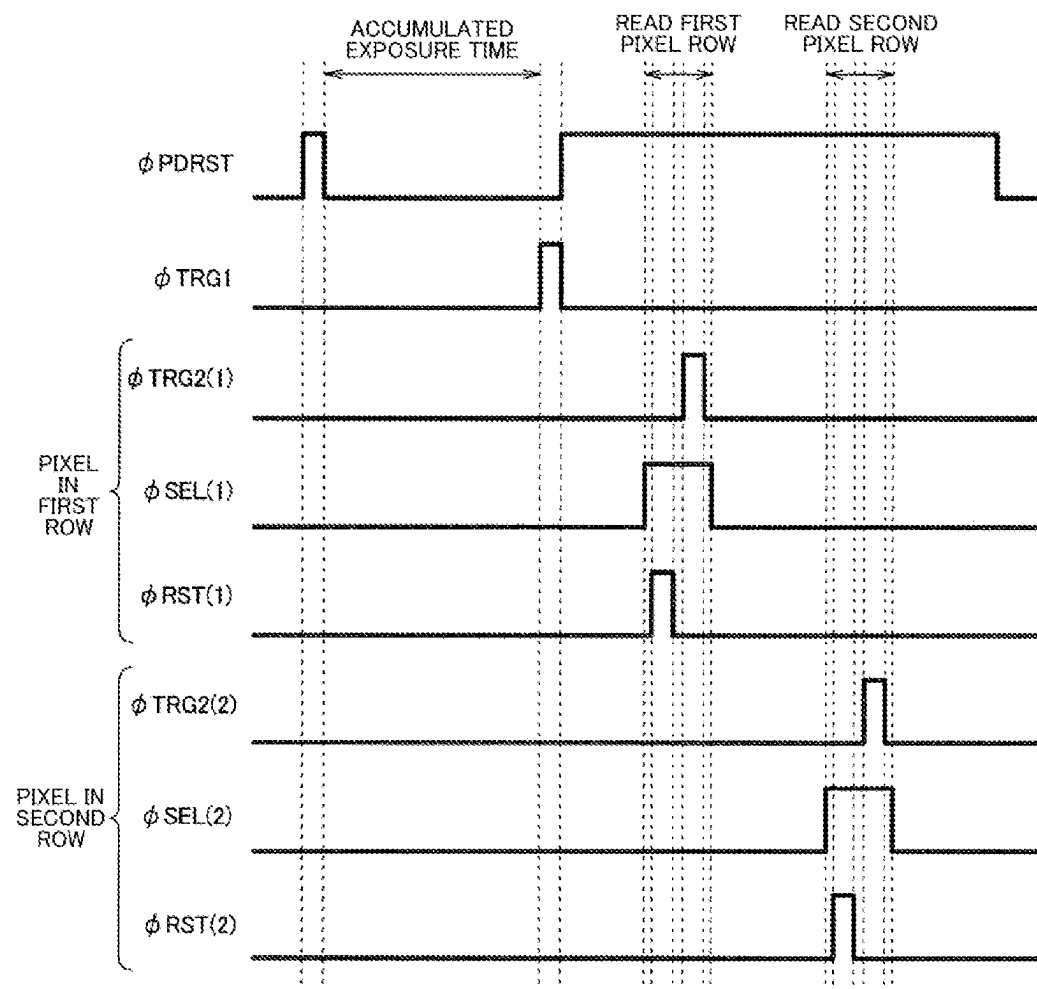 ACCUMULATED
EXPOSURE TIME
READ FIRST
PIXEL ROW
READ SECOND
PIXEL ROW
ϕ PDRST
ϕ TRG1
PIXEL
IN
FIRST
ROW
ϕ TRG2(1)
ϕ SEL(1)
ϕ RST(1)
PIXEL IN
SECOND
ROW
ϕ TRG2(2)
ϕ SEL(2)
ϕ RST(2)